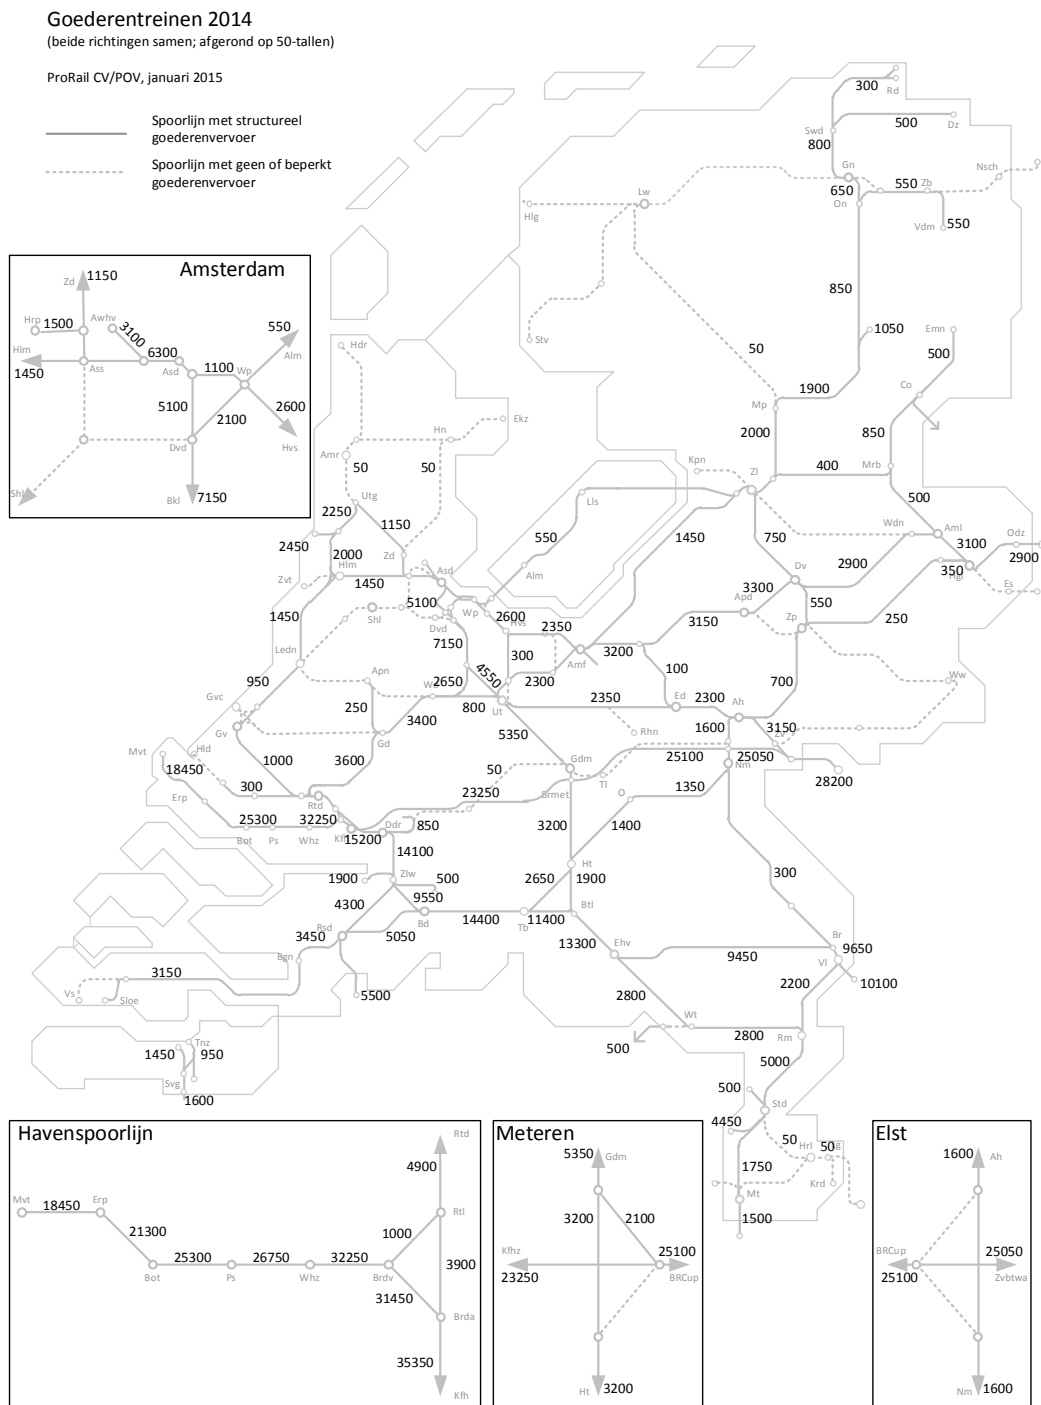 Goederentreinen 2014
(beide richtingen samen; afgerond op 50-tallen)
ProRail CV/POV, januari 2015
Spoorlijn met structureel
goederenvervoer
Spoorlijn met geen of beperkt
goederenvervoer
300
Rd
500
Dz
Swd
800
Gn
650
On
550
Zb
Nsch
Vdm
550
Lw
Hlg
Stv
850
1050
Emn
500
Co
50
1900
Mp
2000
850
Mrb
400
500
Kpn
Zl
Amsterdam
Zd
1150
Hrp
1500
Awhv
3100
6300
Hlm
1450
Ass
Asd
1100
Wp
550
Alm
5100
2100
2600
Hvs
Dvd
Shl
Bkl
7150
Hdr
Hn
Ekz
Amr
50
50
Utg
2250
1150
2450
2000
Zd
Hlm
1450
Zvt
Asd
5100
Shl
Dvd
Wp
7150
Lls
550
Alm
1450
750
Wdn
Aml
3100
Odz
2900
350
Hgl
Es
2900
Dv
3300
550
Apd
Zp
250
3150
2600
Hvs
2350
300
Amf
3200
2300
4550
1450
Ledn
950
Apn
250
Wd
2650
800
Ut
2350
100
Ed
2300
Ah
700
Ww
Gvc
Gv
3400
Gd
5350
Rhn
1600
3150
Zv
Mvt
Hld
18450
1000
3600
50
Gdm
25100
Nm
25050
28200
Erp
300
Rtd
23250
Brmet
Tl
1350
25300
32250
Bot
Ps
Whz
Kfh
15200
Ddr
850
14100
O
1400
3200
Ht
1900
Zlw
500
2650
300
1900
9550
4300
Bd
14400
Tb
11400
Btl
Rsd
3450
5050
13300
Ehv
9450
Br
9650
Vl
10100
Bgn
3150
5500
2800
2200
Vs
Sloe
Wt
2800
Rm
500
5000
Tnz
1450
950
Svg
1600
500
Std
4450
50
Hrl
50
Krd
1750
Mt
1500
Havenspoorlijn
Rtd
4900
Mvt
18450
Erp
21300
1000
Rtl
25300
26750
32250
3900
Bot
Ps
Whz
Brdv
31450
Brda
35350
Kfh
Meteren
5350
Gdm
3200
2100
Kfhz
25100
23250
BRCup
Ht
3200
Elst
1600
Ah
BRCup
25050
25100
Zvbtwa
Nm
1600